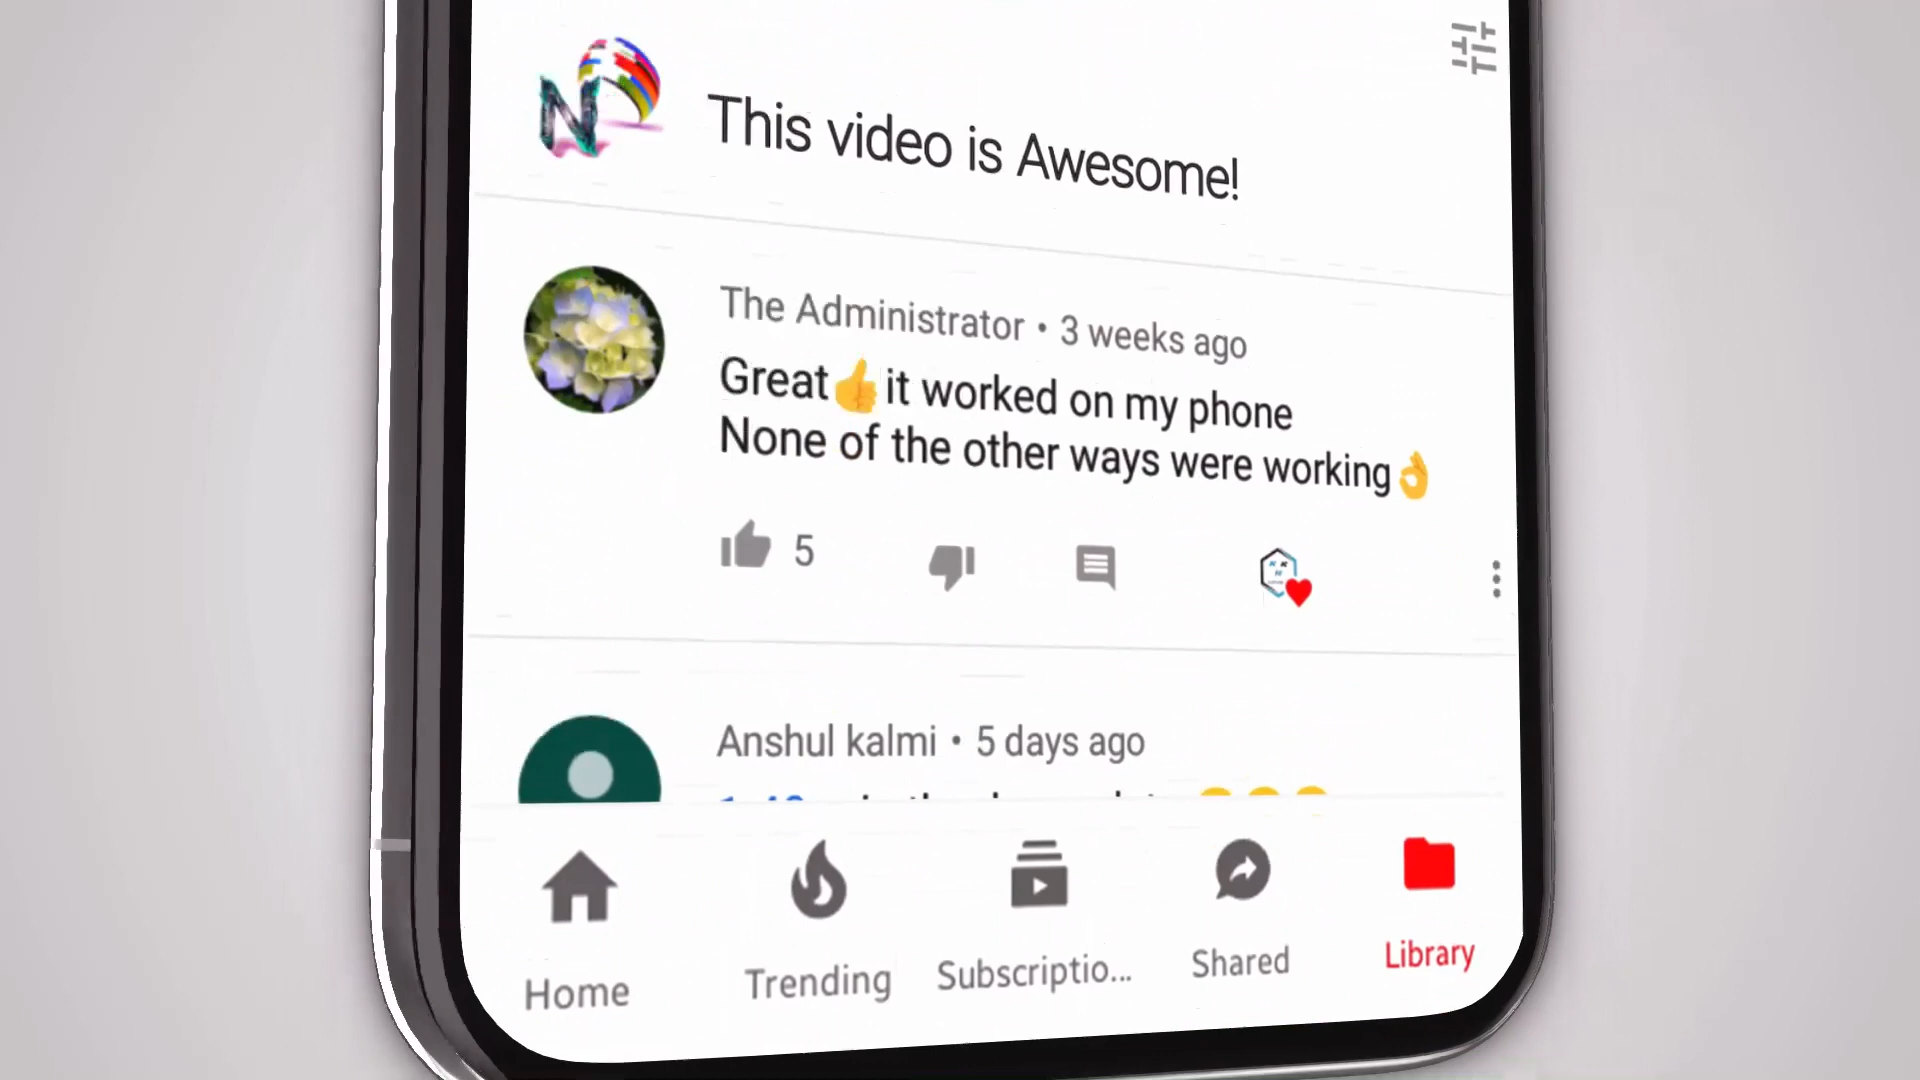 N
This video is Awesome!
The Administrator • 3 weeks ago
Great👍it worked on my phone
None of the other ways were working👌
5
Anshul kalmi • 5 days ago
Home
Trending
Subscriptio...
Shared
Library